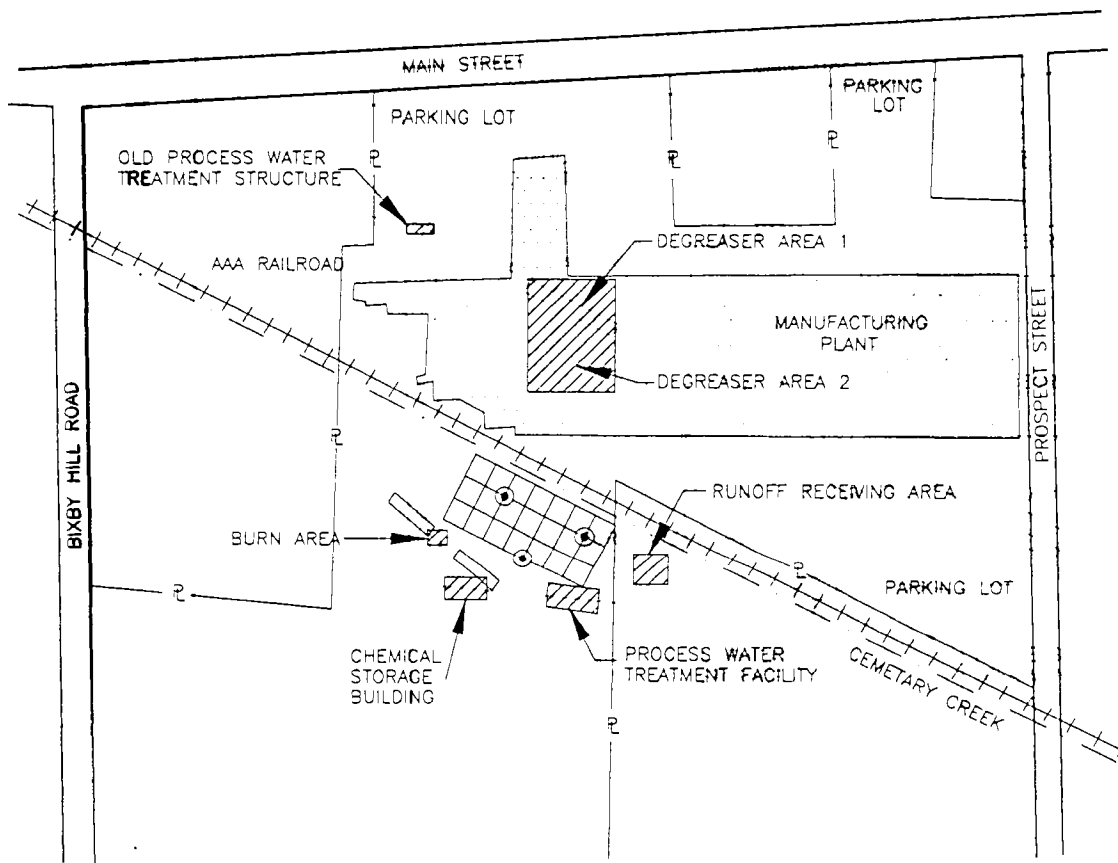 MAIN STREET
PARKING LOT
PARKING
LOT
OLD PROCESS WATER
TREATMENT STRUCTURE
℄
℄
℄
DEGREASER AREA 1
AAA RAILROAD
MANUFACTURING
PLANT
DEGREASER AREA 2
PROSPECT STREET
BIXBY HILL ROAD
℄
RUNOFF RECEIVING AREA
BURN AREA
℄
℄
PARKING LOT
CHEMICAL
STORAGE
BUILDING
PROCESS WATER
TREATMENT FACILITY
CEMETARY CREEK
℄